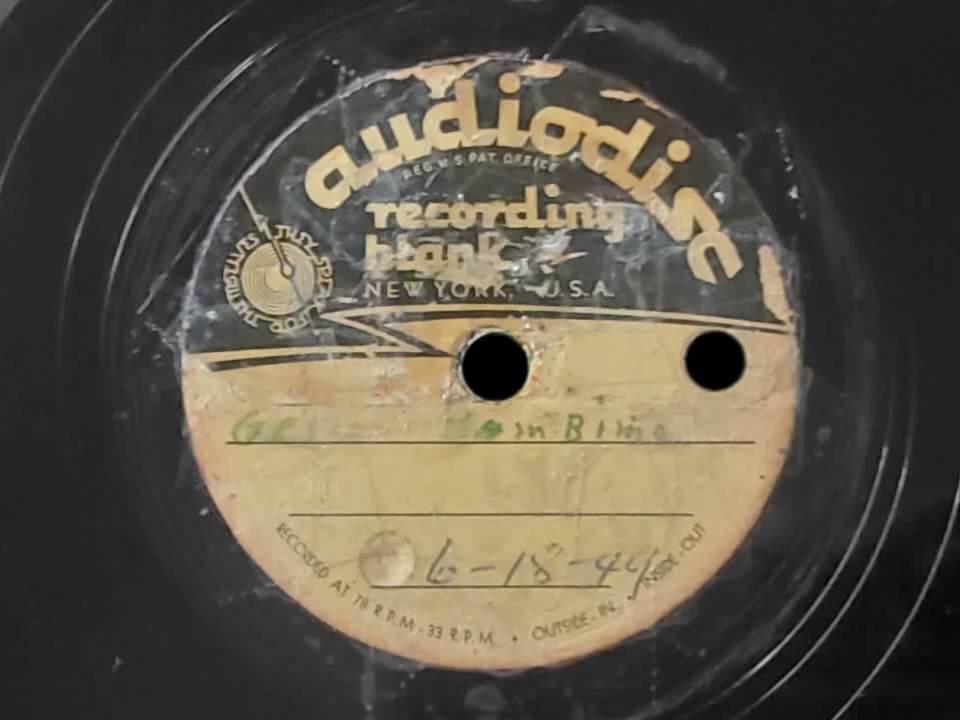 audiodisc
REG. U.S. PAT. OFFICE
recording
blank
NEW YORK, U.S.A.
6-18-44
RECORDED AT 78 R.P.M. - 33 R.P.M. • OUTSIDE-IN • INSIDE-OUT